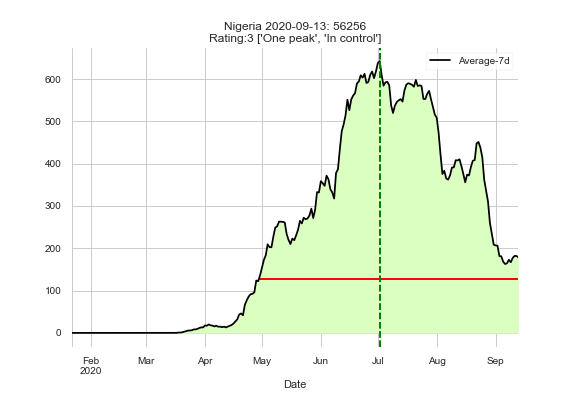 Nigeria 2020-09-13: 56256
Rating:3 ['One peak', 'In control']
Average-7d
600
500
400
300
200
100
0
Feb Mar Apr May Jun Jul Aug Sep
2020
Date